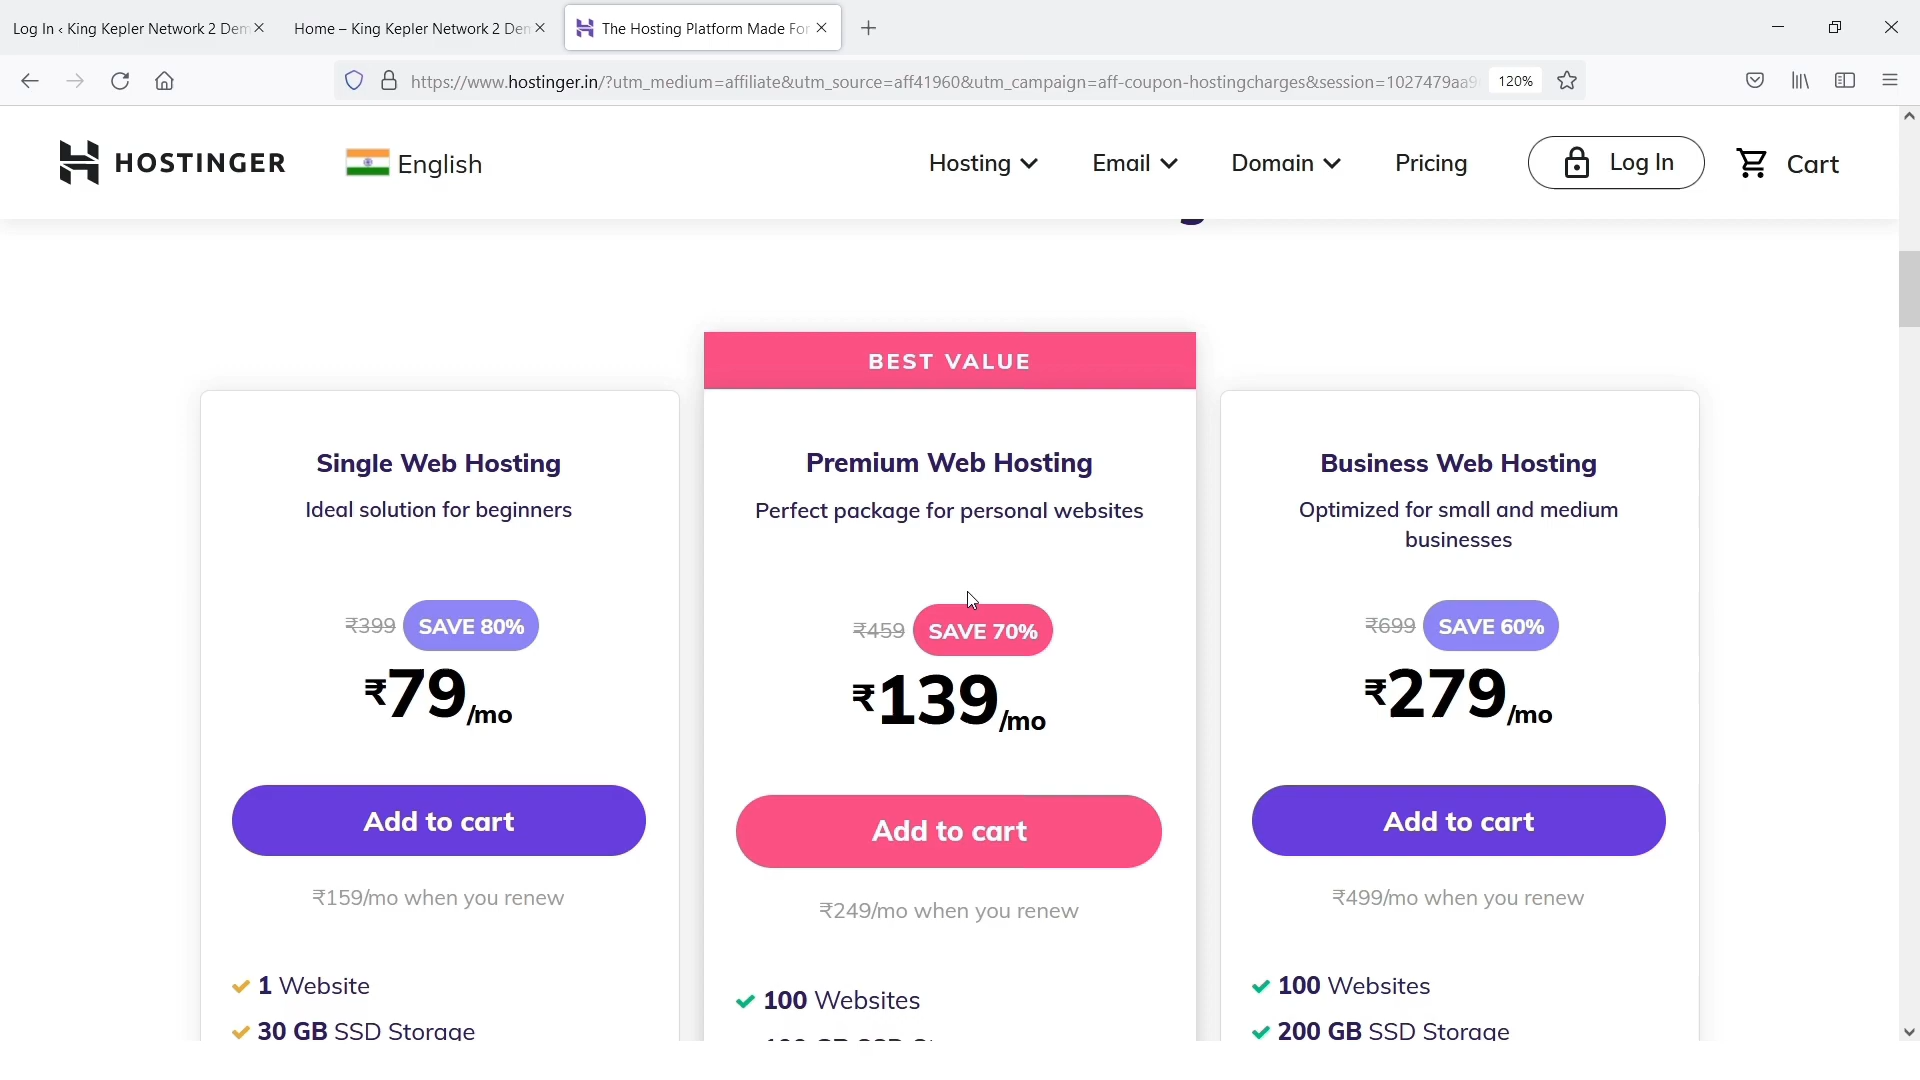 Log In ‹ King Kepler Network 2 Dem
Home – King Kepler Network 2 Den
The Hosting Platform Made For
https://www.hostinger.in/?utm_medium=affiliate&utm_source=aff41960&utm_campaign=aff-coupon-hostingcharges&session=1027479aa9
120%
HOSTINGER
English
Hosting
Email
Domain
Pricing
Log In
Cart
BEST VALUE
Single Web Hosting
Ideal solution for beginners
₹399 SAVE 80%
₹79/mo
Add to cart
₹159/mo when you renew
1 Website
30 GB SSD Storage
Premium Web Hosting
Perfect package for personal websites
₹459 SAVE 70%
₹139/mo
Add to cart
₹249/mo when you renew
100 Websites
Business Web Hosting
Optimized for small and medium
businesses
₹699 SAVE 60%
₹279/mo
Add to cart
₹499/mo when you renew
100 Websites
200 GB SSD Storage